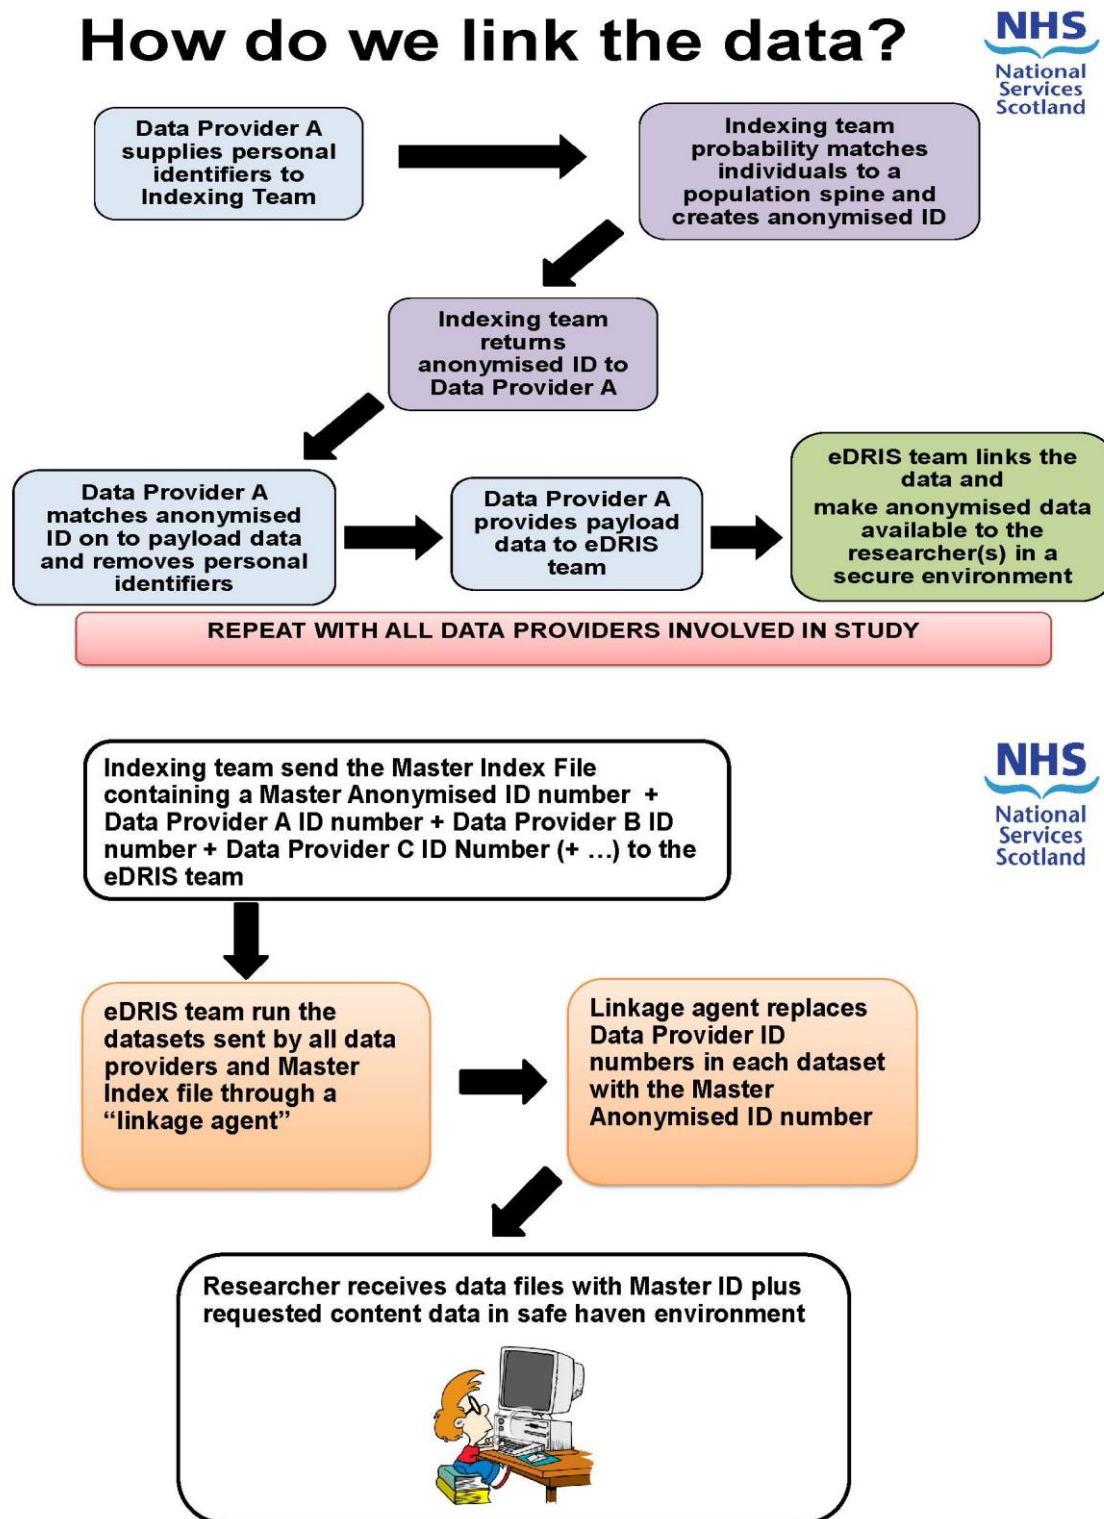 How do we link the data?
NHS
National
Services
Scotland
Data Provider A
supplies personal
identifiers to
Indexing Team
Indexing team
probability matches
individuals to a
population spine and
creates anonymised ID
Indexing team
returns
anonymised ID to
Data Provider A
Data Provider A
matches anonymised
ID on to payload data
and removes personal
identifiers
Data Provider A
provides payload
data to eDRIS
team
eDRIS team links the
data and
make anonymised data
available to the
researcher(s) in a
secure environment
REPEAT WITH ALL DATA PROVIDERS INVOLVED IN STUDY
Indexing team send the Master Index File
containing a Master Anonymised ID number +
Data Provider A ID number + Data Provider B ID
number + Data Provider C ID Number (+ ...) to the
eDRIS team
NHS
National
Services
Scotland
eDRIS team run the
datasets sent by all data
providers and Master
Index file through a
“linkage agent”
Linkage agent replaces
Data Provider ID
numbers in each dataset
with the Master
Anonymised ID number
Researcher receives data files with Master ID plus
requested content data in safe haven environment